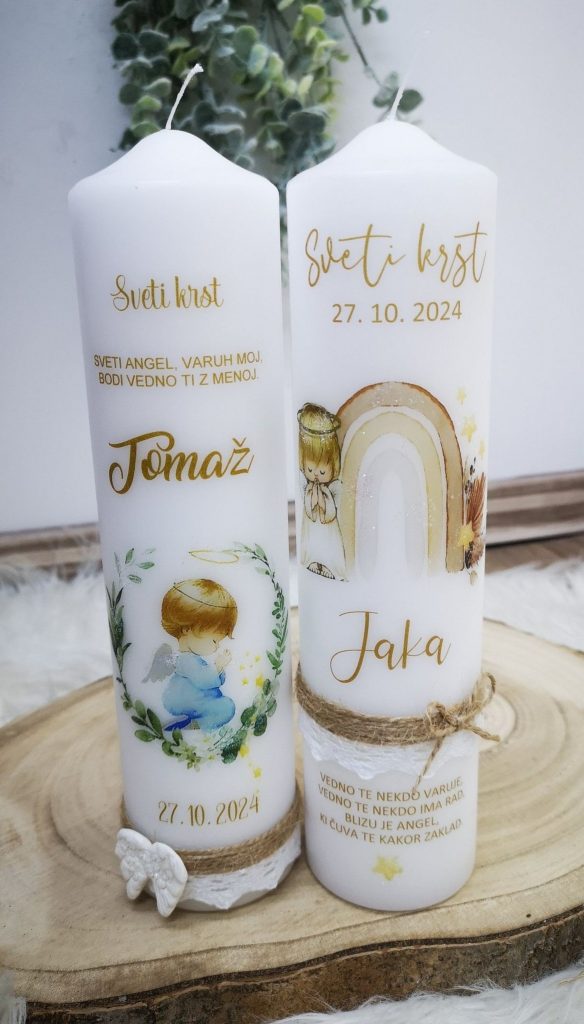 Sveti krst
SVETI ANGEL, VARUH MOJ,
BODI VEDNO TI Z MENOJ.
Tomaž
27.10.2024
Sveti krst
27. 10. 2024
Jaka
VEDNO TE NEKDO VARUJE,
VEDNO TE NEKDO IMA RAD,
BLIZU JE ANGEL,
KI ČUVA TE KAKOR ZAKLAD.